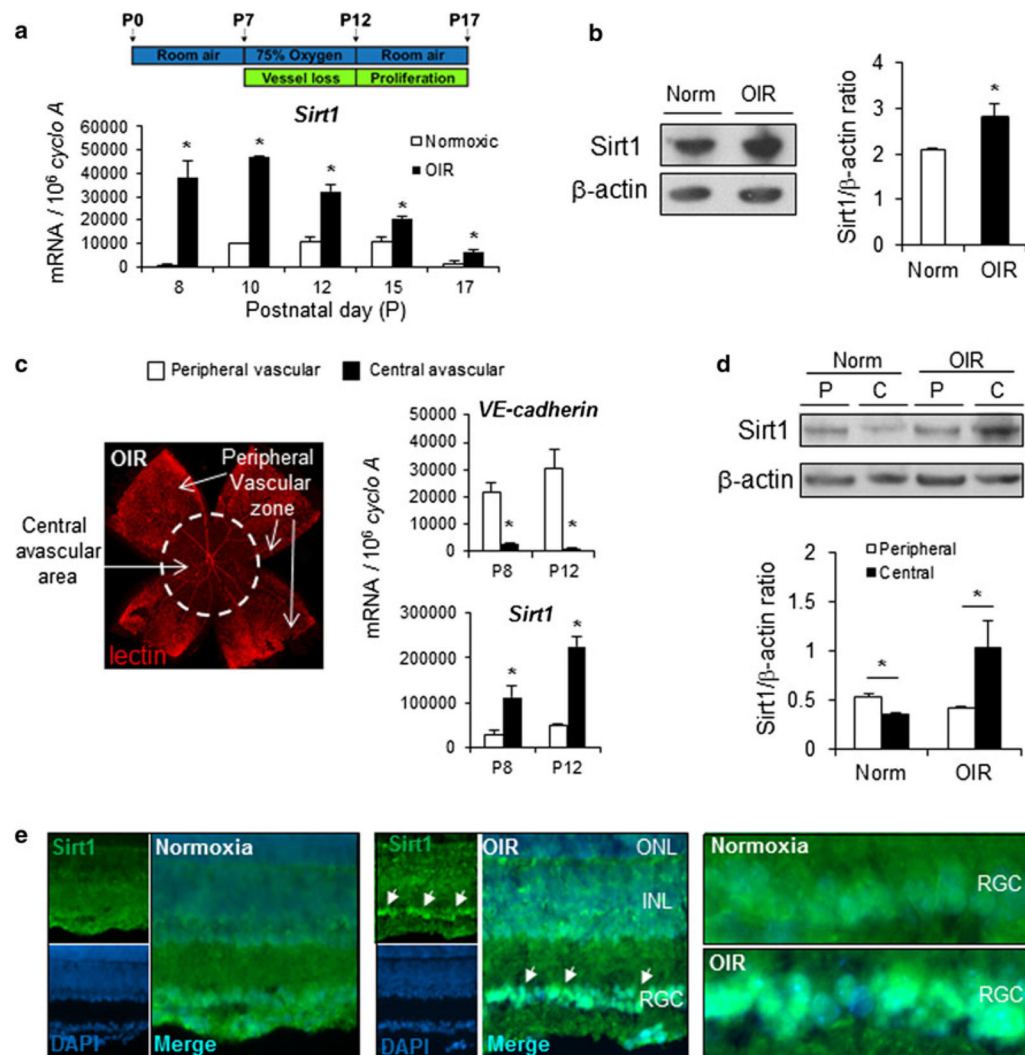 a
P0 P7 P12 P17
Room air 75% Oxygen Room air
Vessel loss Proliferation
Sirt1
mRNA / 10⁶ cyclo A
60000
50000
40000
30000
20000
10000
0
Normoxic
OIR
* * * * *
8 10 12 15 17
Postnatal day (P)
b
Norm OIR
Sirt1
β-actin
Sirt1/β-actin ratio
4
3
2
1
0
*
Norm OIR
c
Peripheral vascular Central avascular
OIR
Peripheral
Vascular
zone
Central
avascular
area
lectin
mRNA / 10⁶ cyclo A
VE-cadherin
50000
40000
30000
20000
10000
0
* *
P8 P12
Sirt1
300000
200000
100000
0
* *
P8 P12
d
Norm OIR
P C P C
Sirt1
β-actin
Sirt1/β-actin ratio
2
1.5
1
0.5
0
Peripheral
Central
* *
Norm OIR
e
Sirt1
DAPI
Normoxia
Merge
Sirt1
DAPI
OIR
ONL
INL
RGC
Merge
Normoxia
RGC
OIR
RGC